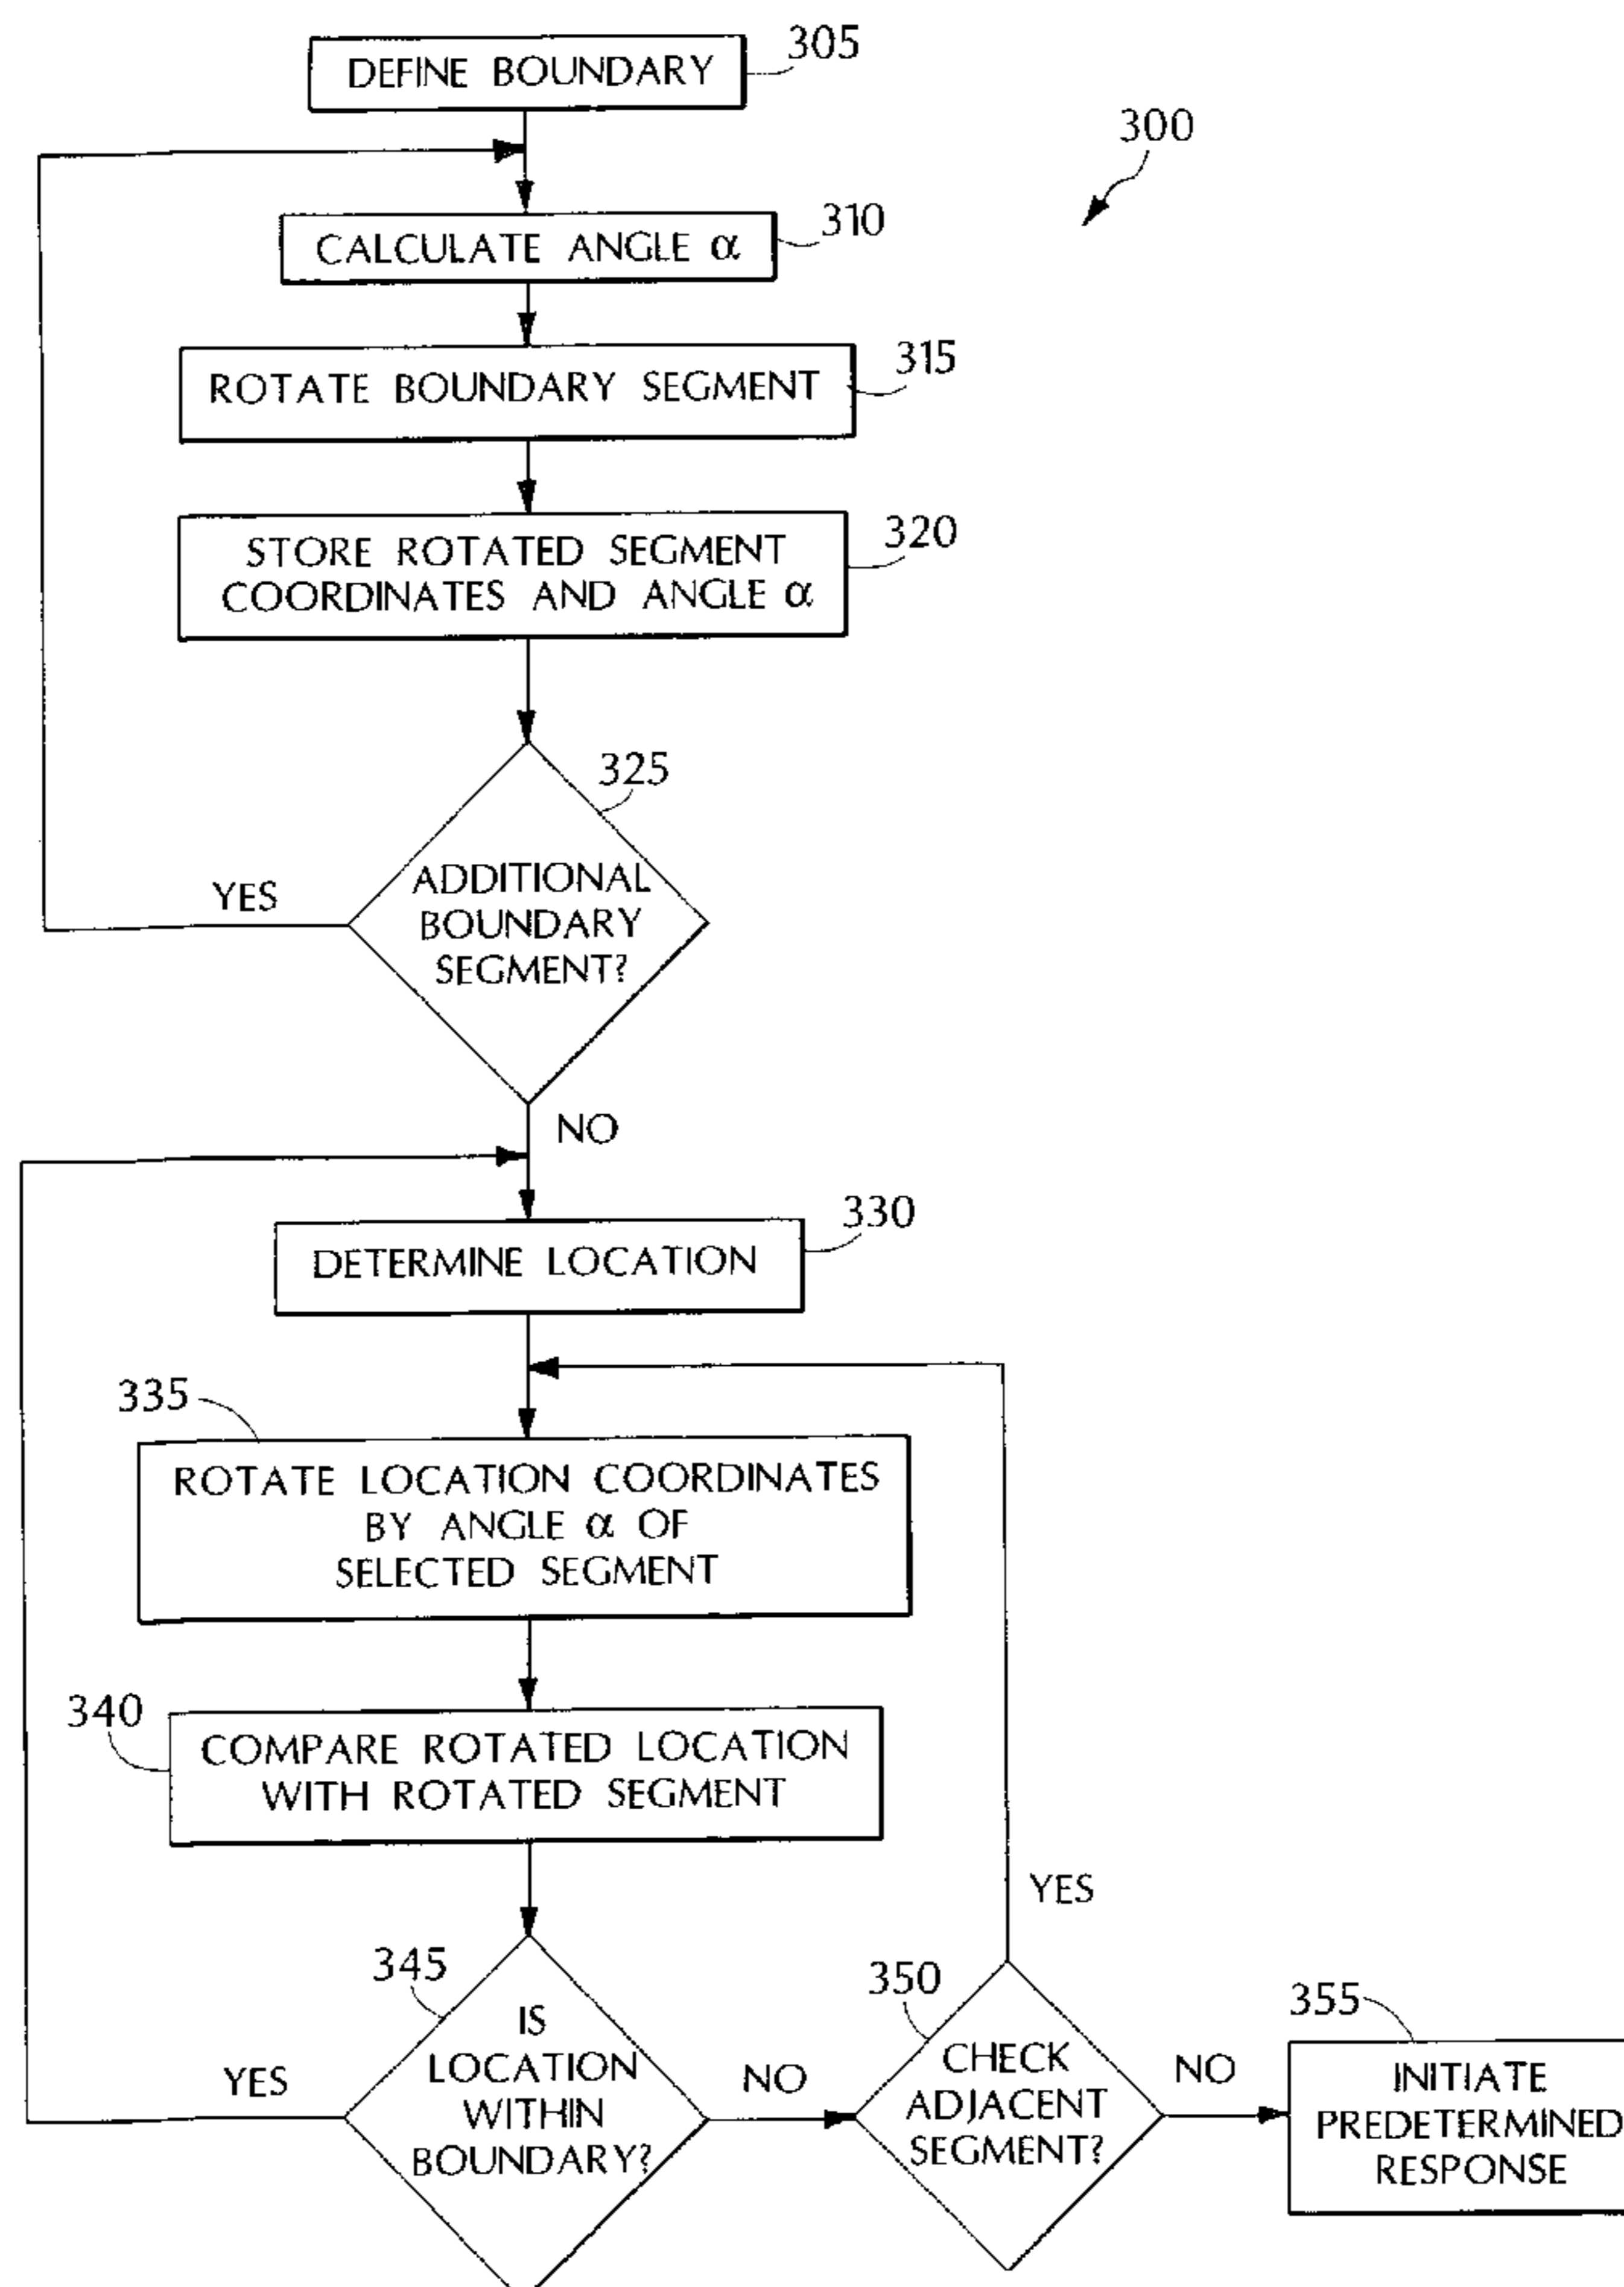 305
DEFINE BOUNDARY
300
310
CALCULATE ANGLE α
315
ROTATE BOUNDARY SEGMENT
320
STORE ROTATED SEGMENT
COORDINATES AND ANGLE α
325
ADDITIONAL
BOUNDARY
SEGMENT?
YES
NO
330
DETERMINE LOCATION
335
ROTATE LOCATION COORDINATES
BY ANGLE α OF
SELECTED SEGMENT
340
COMPARE ROTATED LOCATION
WITH ROTATED SEGMENT
345
IS
LOCATION
WITHIN
BOUNDARY?
YES
NO
350
CHECK
ADJACENT
SEGMENT?
YES
NO
355
INITIATE
PREDETERMINED
RESPONSE